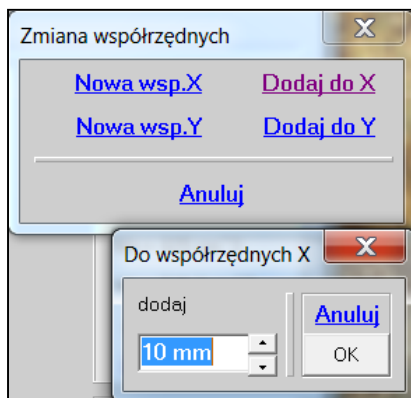 Zmiana współrzędnych
Nowa wsp.X Dodaj do X
Nowa wsp.Y Dodaj do Y
Anuluj
Do współrzędnych X
dodaj
Anuluj
10 mm
OK